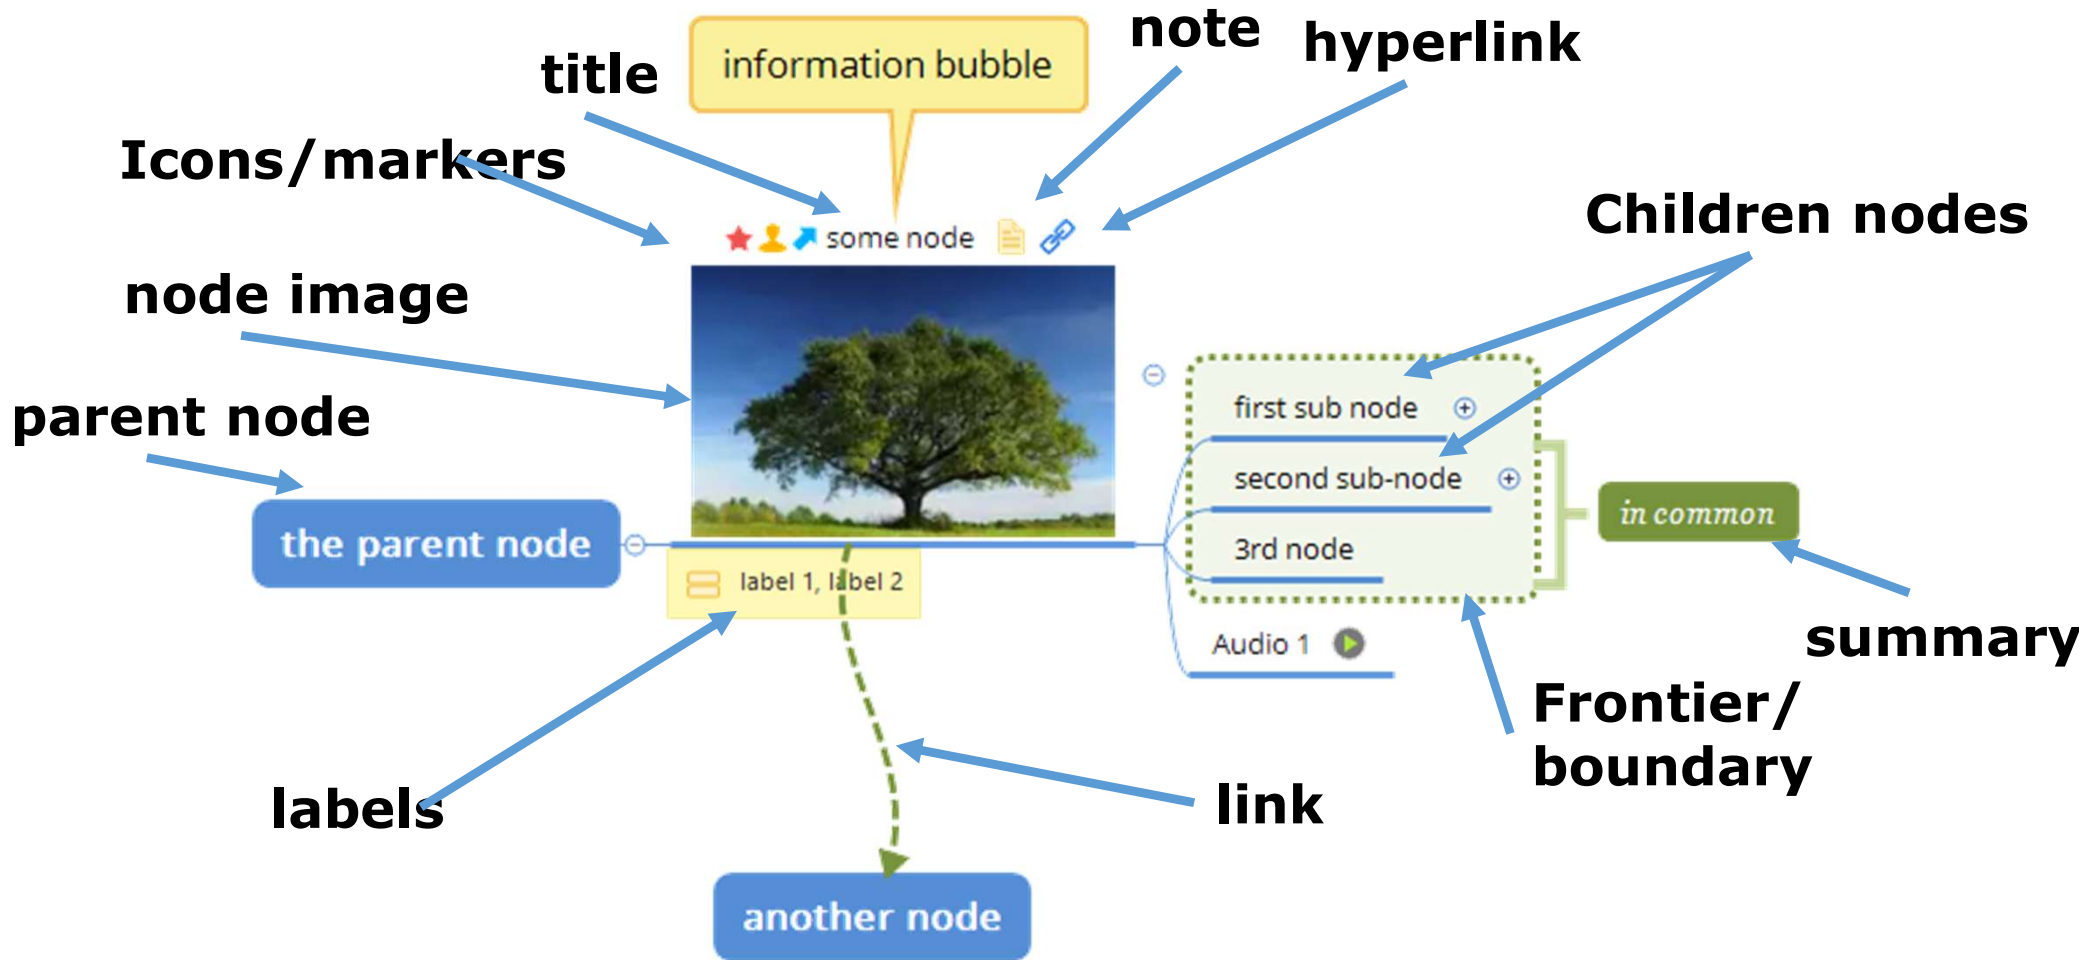 note
hyperlink
title
information bubble
Icons/markers
some node
Children nodes
node image
parent node
first sub node
second sub-node
in common
the parent node
3rd node
label 1, label 2
Audio 1
summary
Frontier/
boundary
labels
link
another node